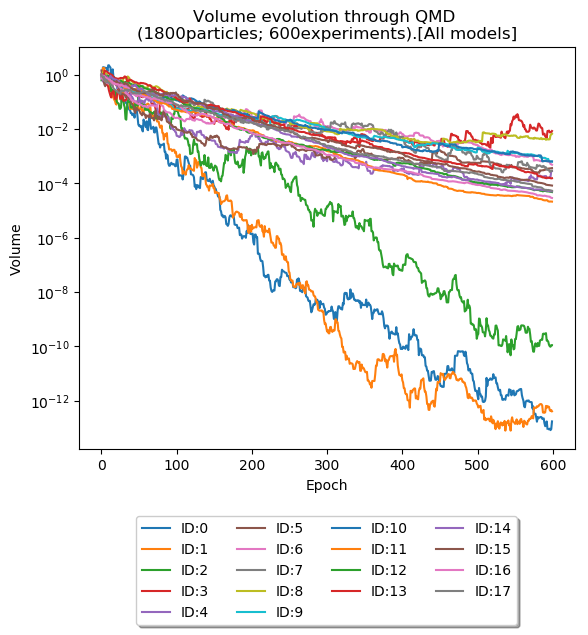 Volume evolution through QMD
(1800particles; 600experiments).[All models]
10^0
10^-2
10^-4
10^-6
10^-8
10^-10
10^-12
Volume
0 100 200 300 400 500 600
Epoch
ID:0 ID:5 ID:10 ID:14
ID:1 ID:6 ID:11 ID:15
ID:2 ID:7 ID:12 ID:16
ID:3 ID:8 ID:13 ID:17
ID:4 ID:9